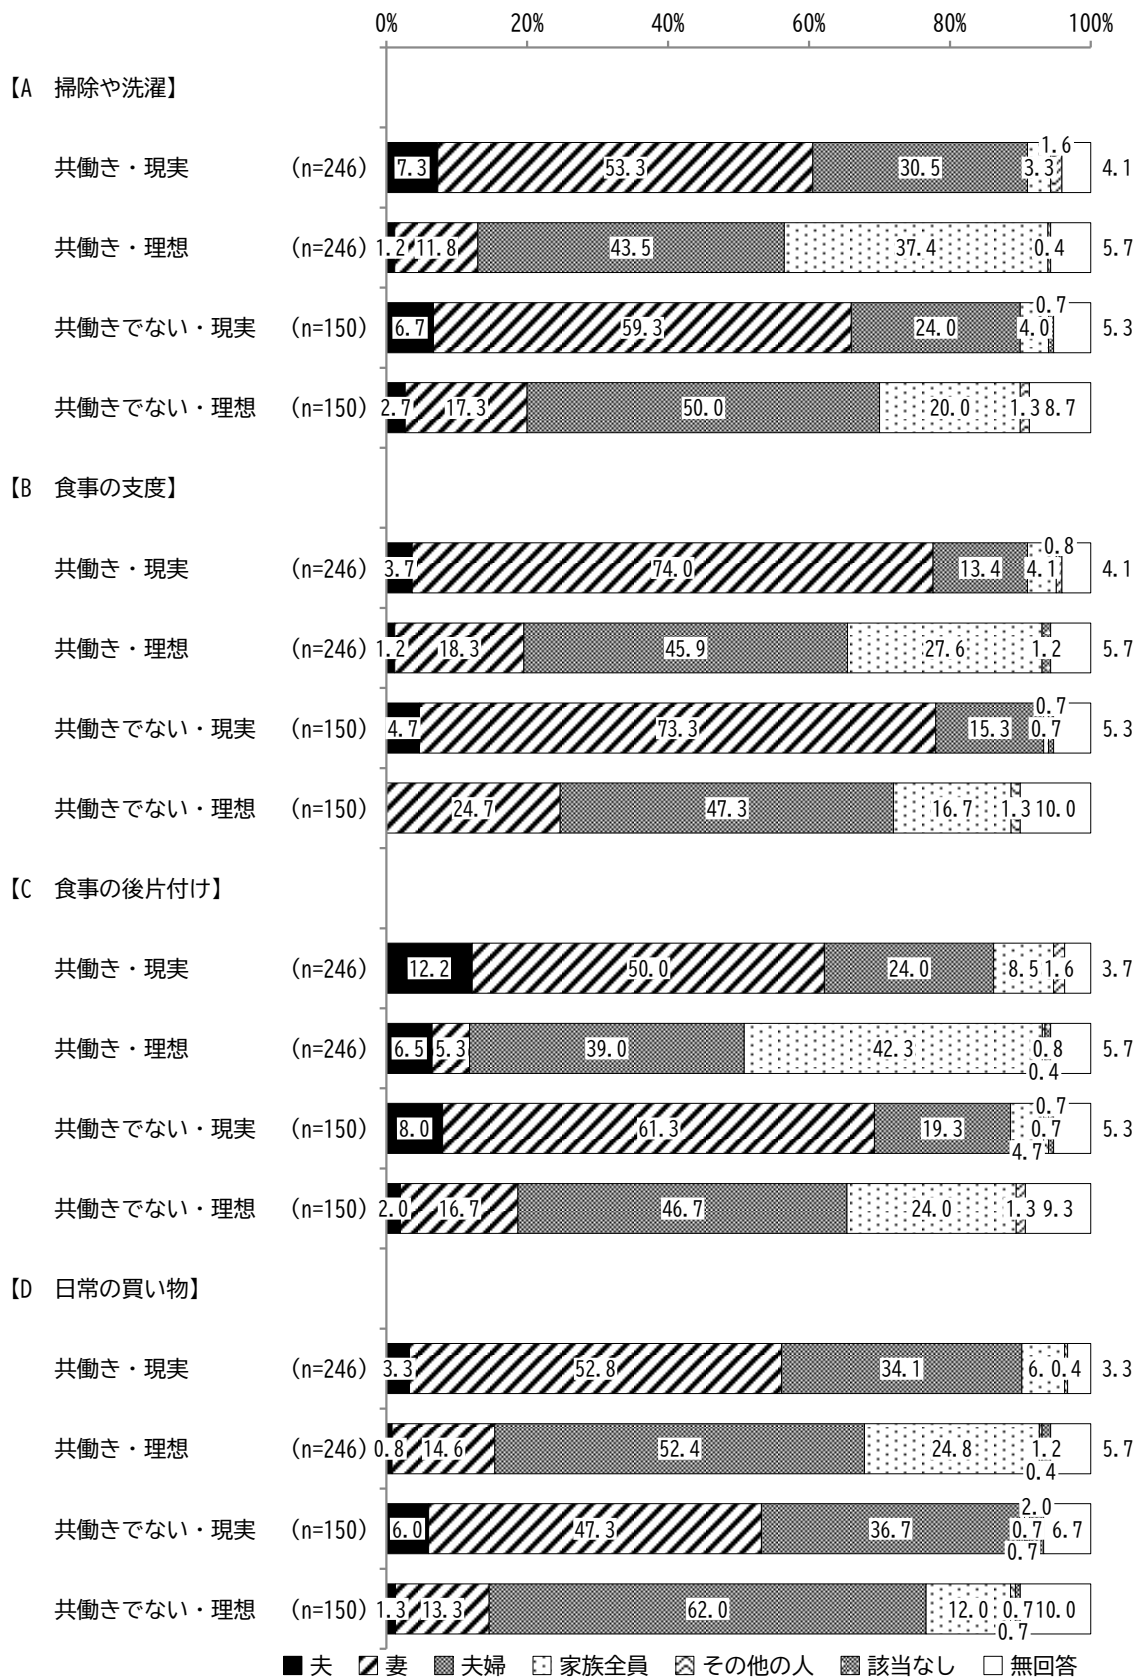 0% 20% 40% 60% 80% 100%
【A 掃除や洗濯】
共働き・現実 (n=246) 7.3 53.3 30.5 3.3 1.6 4.1
共働き・理想 (n=246) 1.2 11.8 43.5 37.4 0.4 5.7
共働きでない・現実 (n=150) 6.7 59.3 24.0 4.0 0.7 5.3
共働きでない・理想 (n=150) 2.7 17.3 50.0 20.0 1.3 8.7
【B 食事の支度】
共働き・現実 (n=246) 3.7 74.0 13.4 4.1 0.8 4.1
共働き・理想 (n=246) 1.2 18.3 45.9 27.6 1.2 5.7
共働きでない・現実 (n=150) 4.7 73.3 15.3 0.7 0.7 5.3
共働きでない・理想 (n=150) 24.7 47.3 16.7 1.3 10.0
【C 食事の後片付け】
共働き・現実 (n=246) 12.2 50.0 24.0 8.5 1.6 3.7
共働き・理想 (n=246) 6.5 5.3 39.0 42.3 0.4 0.8 5.7
共働きでない・現実 (n=150) 8.0 61.3 19.3 4.7 0.7 0.7 5.3
共働きでない・理想 (n=150) 2.0 16.7 46.7 24.0 1.3 9.3
【D 日常の買い物】
共働き・現実 (n=246) 3.3 52.8 34.1 6.0 0.4 3.3
共働き・理想 (n=246) 0.8 14.6 52.4 24.8 0.4 1.2 5.7
共働きでない・現実 (n=150) 6.0 47.3 36.7 2.0 0.7 0.7 6.7
共働きでない・理想 (n=150) 1.3 13.3 62.0 12.0 0.7 0.7 10.0
夫 妻 夫婦 家族全員 その他の人 該当なし 無回答